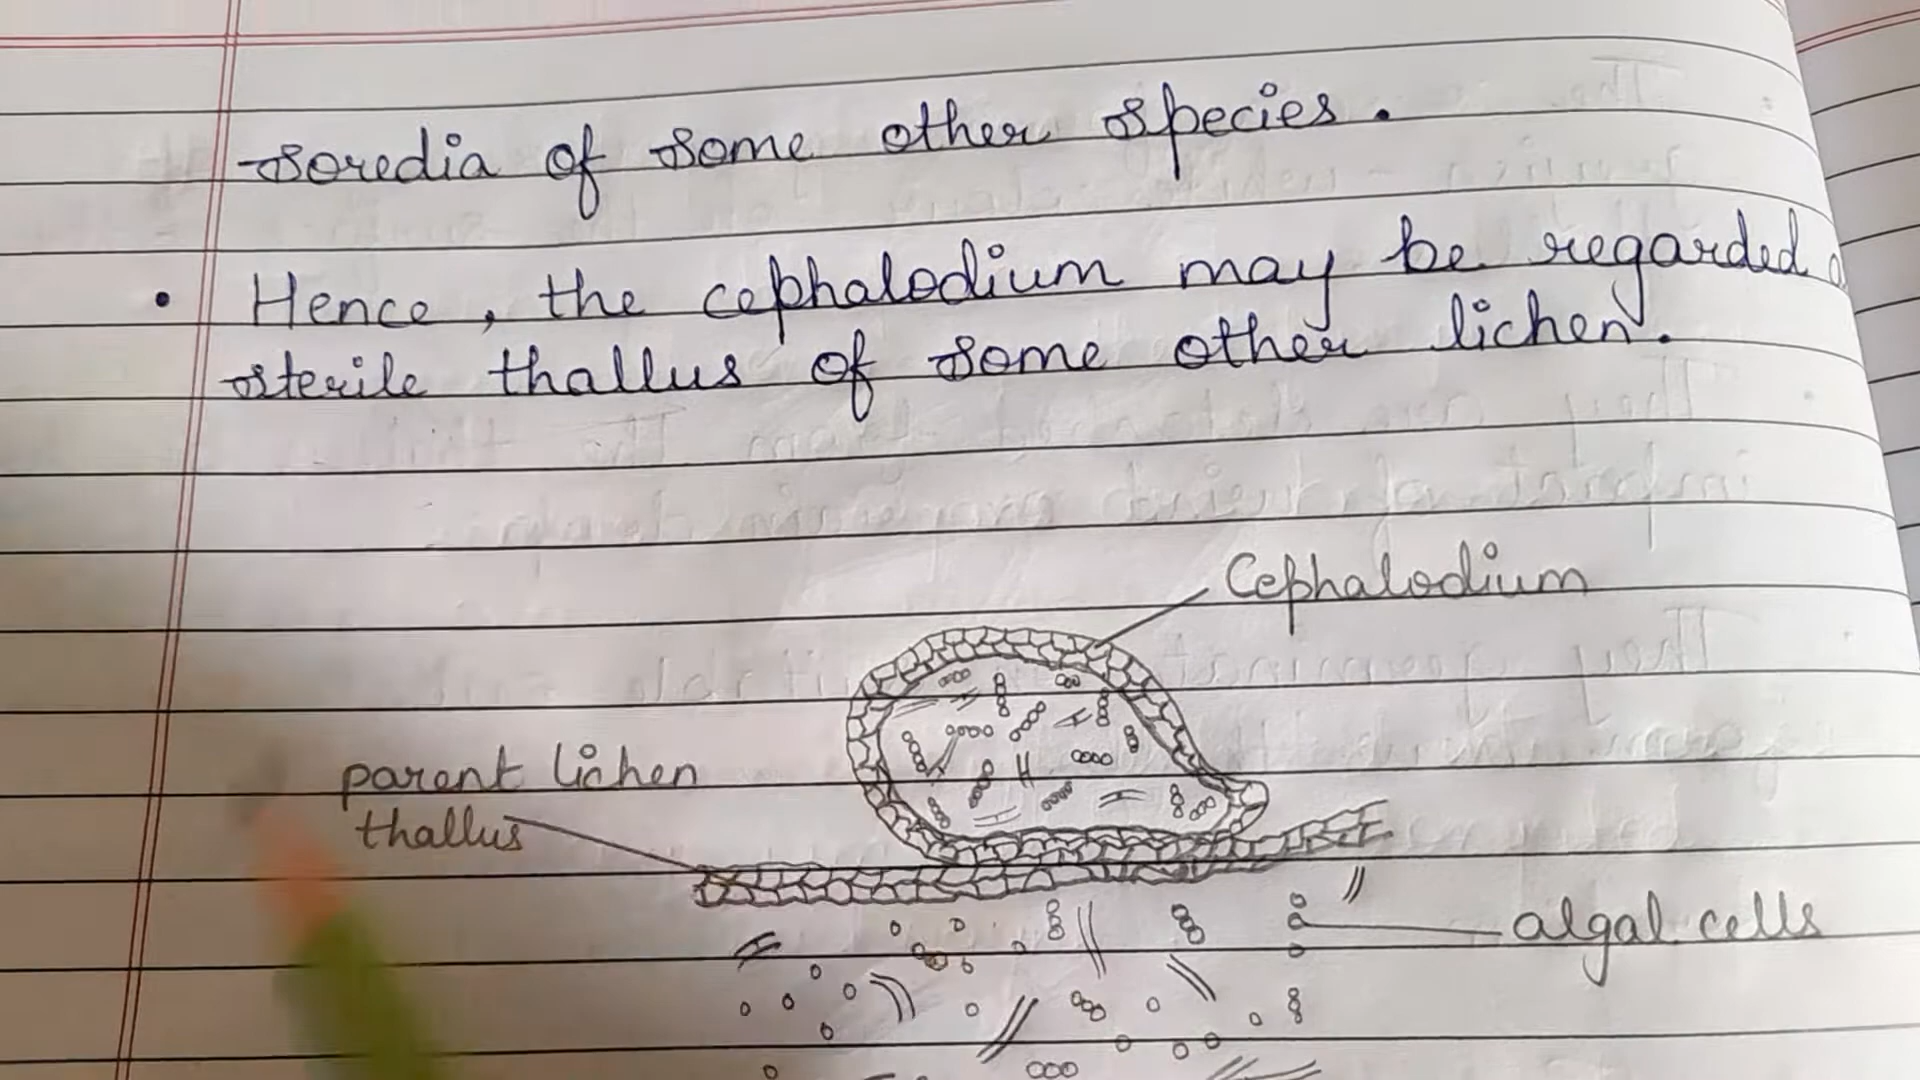 soredia of some other species.
• Hence, the cephalodium may be regarded
sterile thallus of some other lichen.
Cephalodium
parent lichen
thallus
algal cells